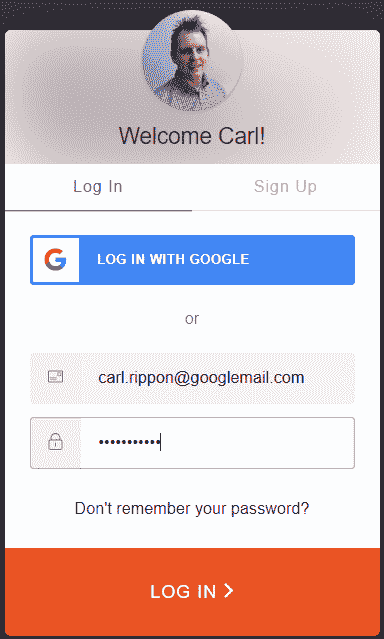 Welcome Carl!
Log In
Sign Up
LOG IN WITH GOOGLE
or
carl.rippon@googlemail.com
•••••••••••
Don't remember your password?
LOG IN >